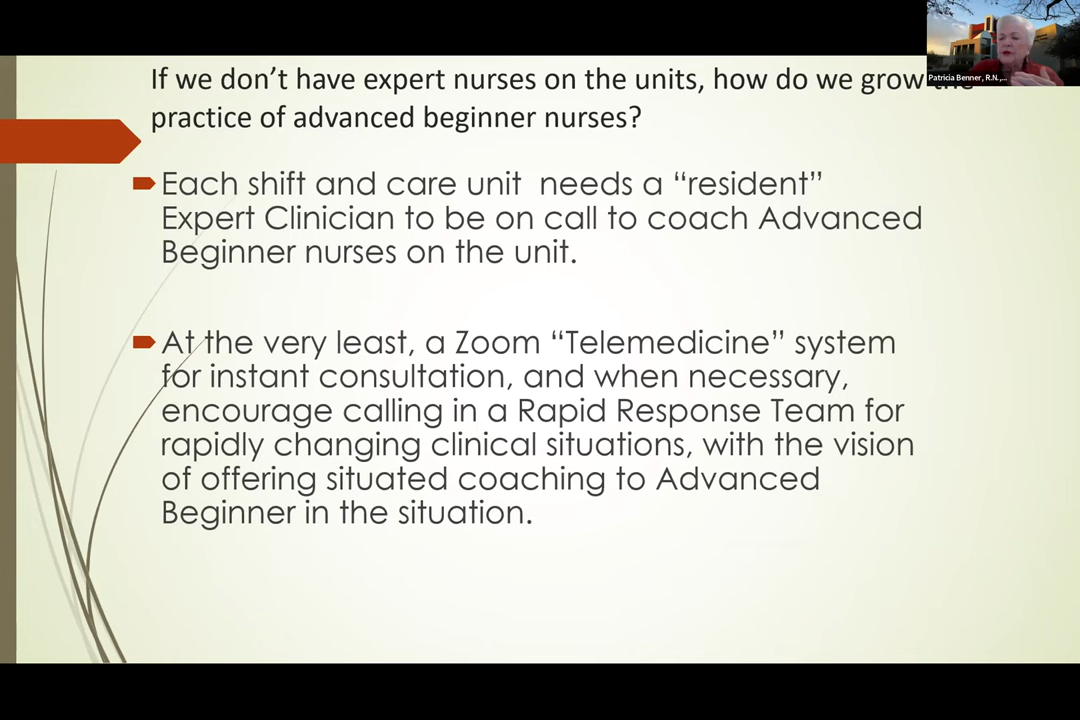 If we don’t have expert nurses on the units, how do we grow the
practice of advanced beginner nurses?
Each shift and care unit needs a “resident”
Expert Clinician to be on call to coach Advanced
Beginner nurses on the unit.
At the very least, a Zoom “Telemedicine” system
for instant consultation, and when necessary,
encourage calling in a Rapid Response Team for
rapidly changing clinical situations, with the vision
of offering situated coaching to Advanced
Beginner in the situation.
Patricia Benner, R.N.,...